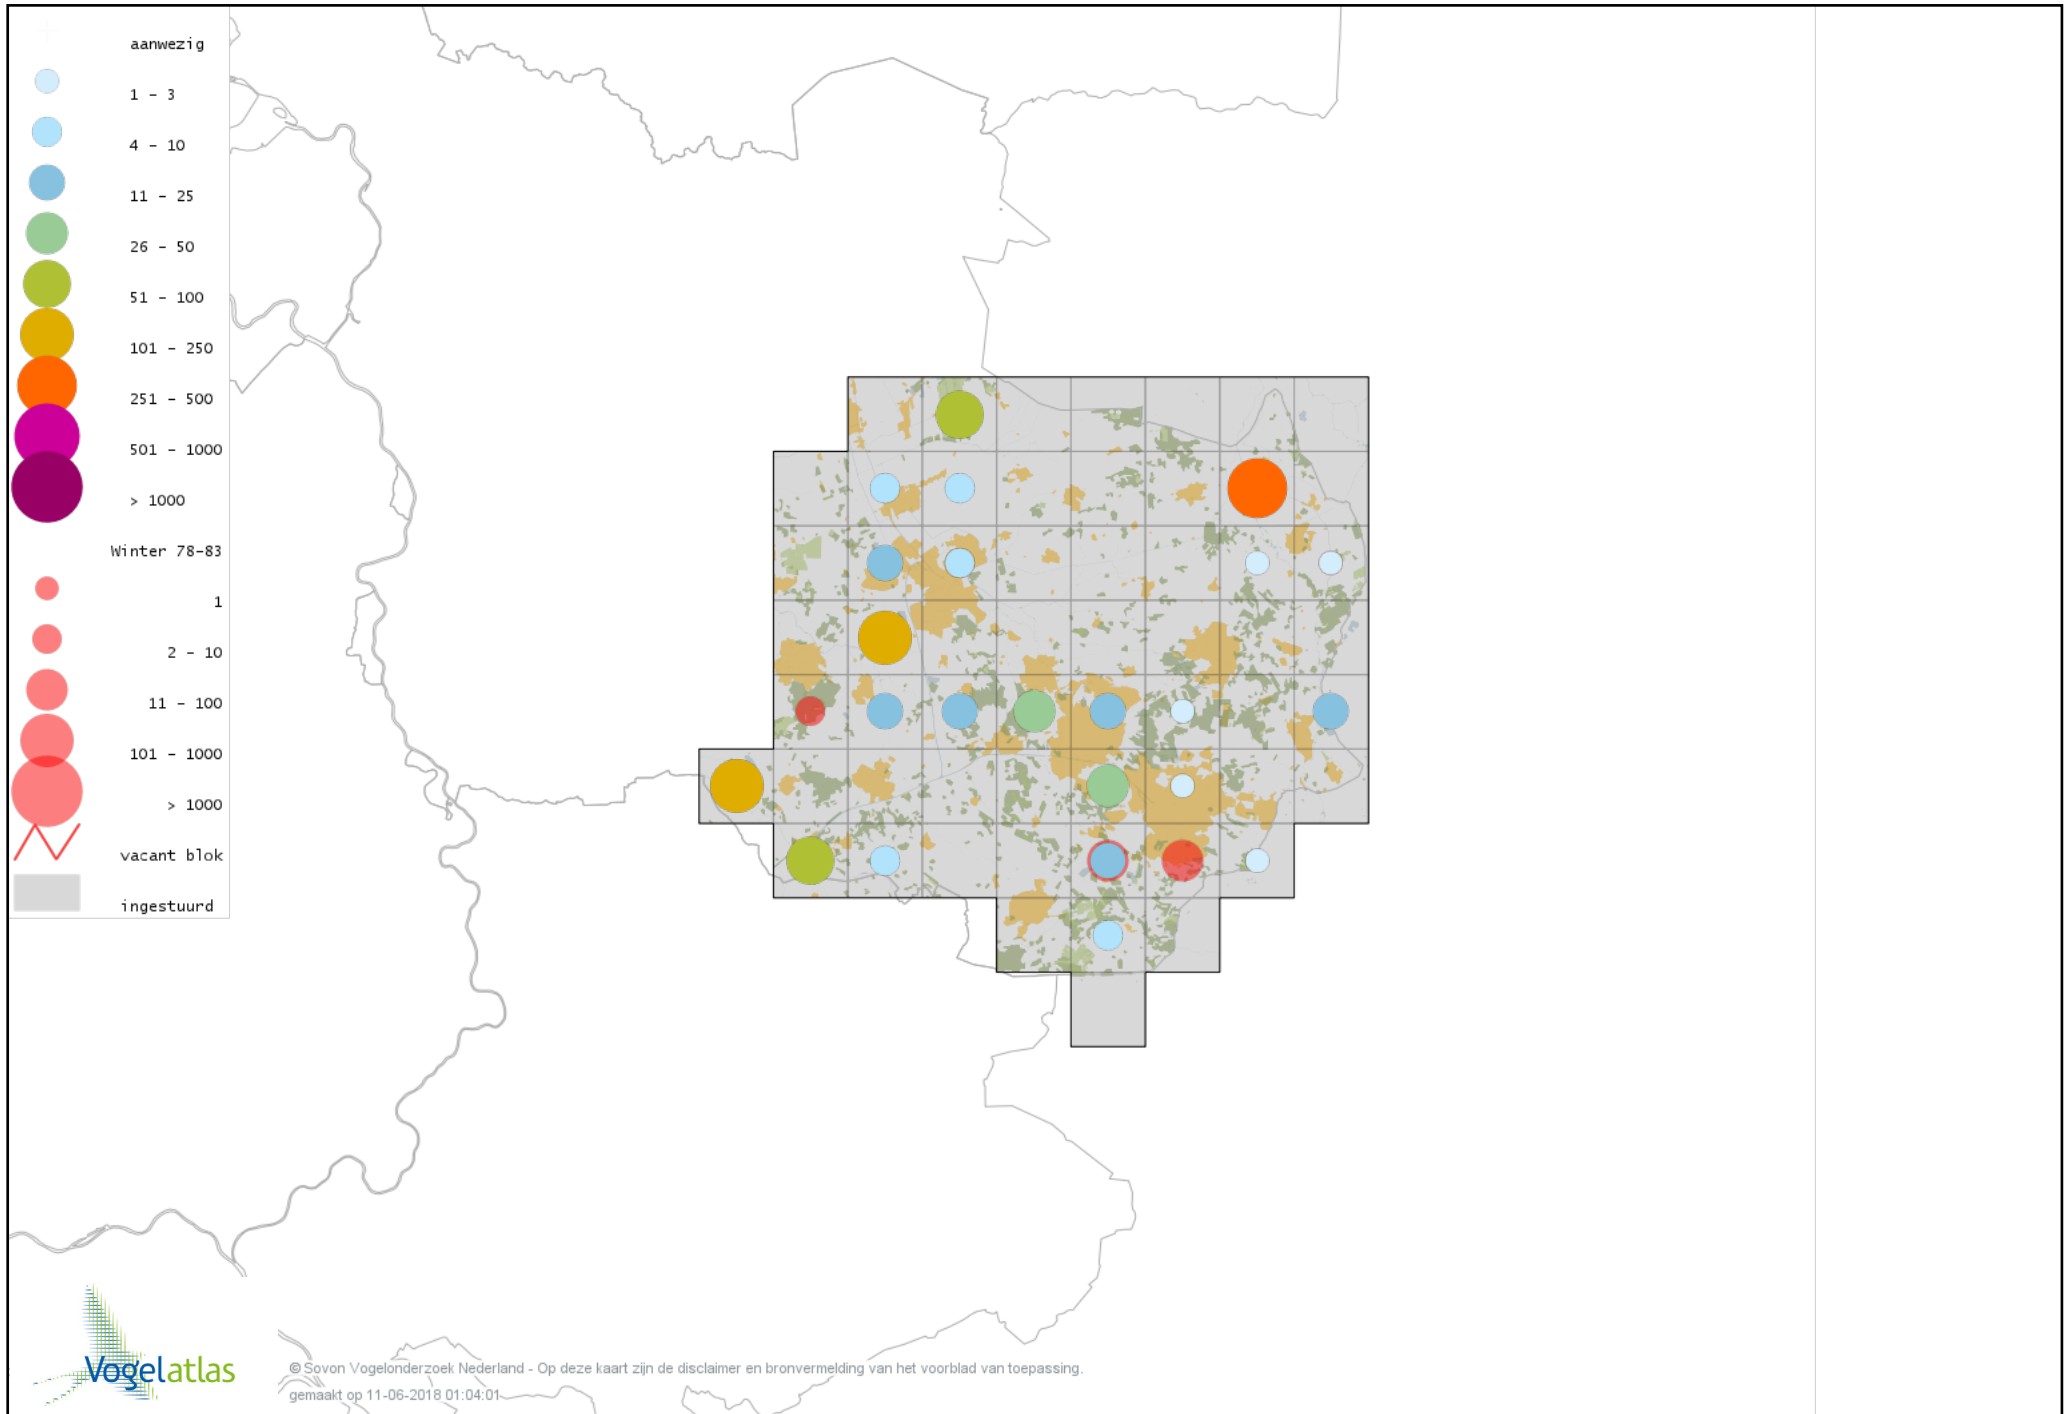 aanwezig
1 - 3
4 - 10
11 - 25
26 - 50
51 - 100
101 - 250
251 - 500
501 - 1000
> 1000
Winter 78-83
1
2 - 10
11 - 100
101 - 1000
> 1000
vacant blok
ingestuurd
Vogelatlas
© Sovon Vogelonderzoek Nederland - Op deze kaart zijn de disclaimer en bronvermelding van het voorblad van toepassing.
gemaakt op 11-06-2018 01:04:01